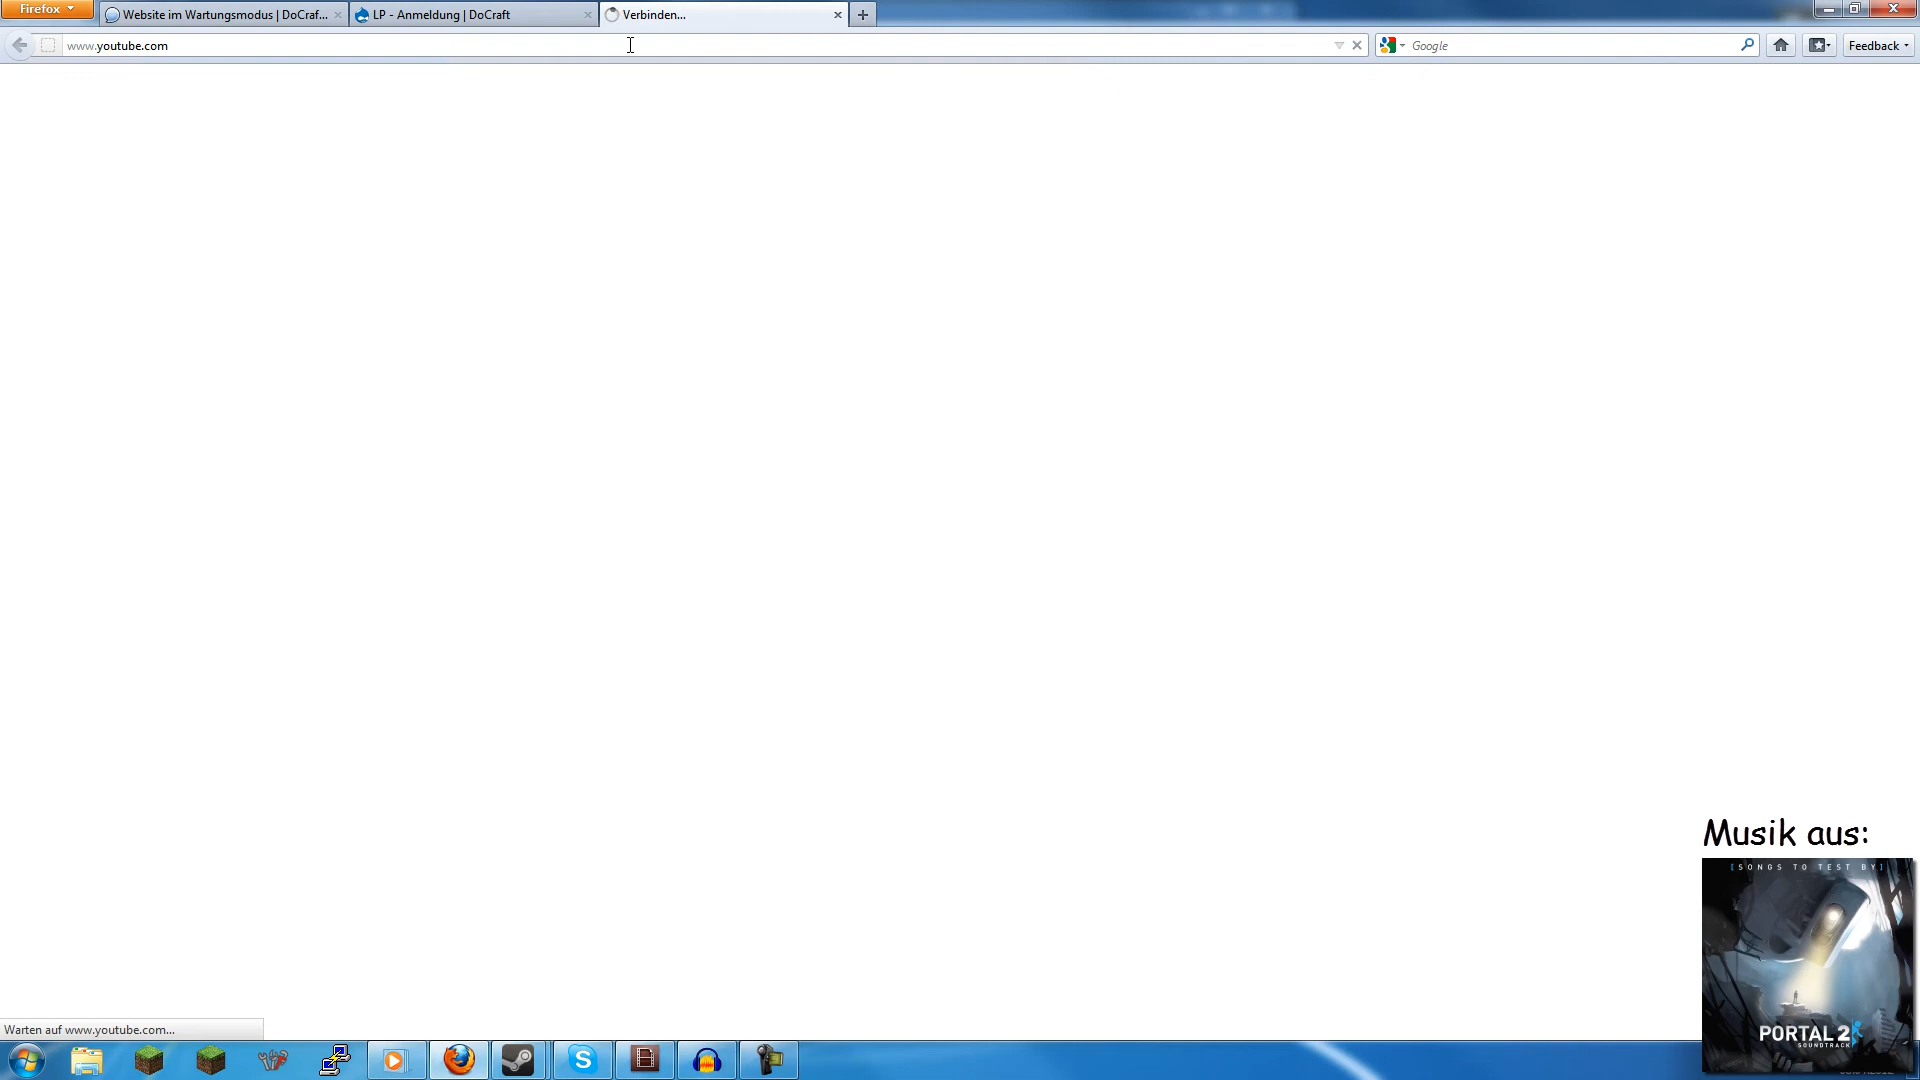 Firefox
Website im Wartungsmodus | DoCraf...
LP - Anmeldung | DoCraft
Verbinden...
www.youtube.com
Google
Feedback
Musik aus:
[SONGS TO TEST BY]
PORTAL 2
SOUNDTRACK
Warten auf www.youtube.com...